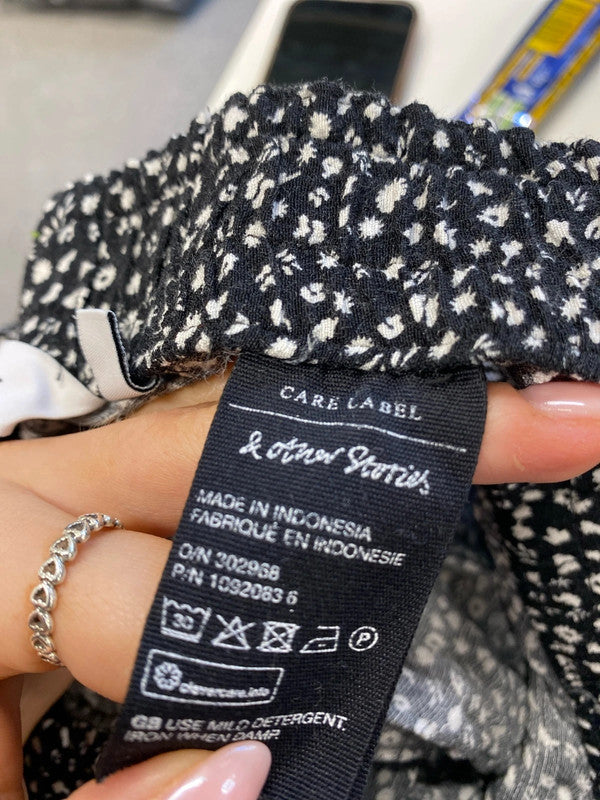 CARE LABEL
& other Stories
MADE IN INDONESIA
FABRIQUÉ EN INDONESIE
O/N 302968
P/N 1092083 6
30
P
clevercare.info
GB USE MILD DETERGENT.
IRON WHEN DAMP.